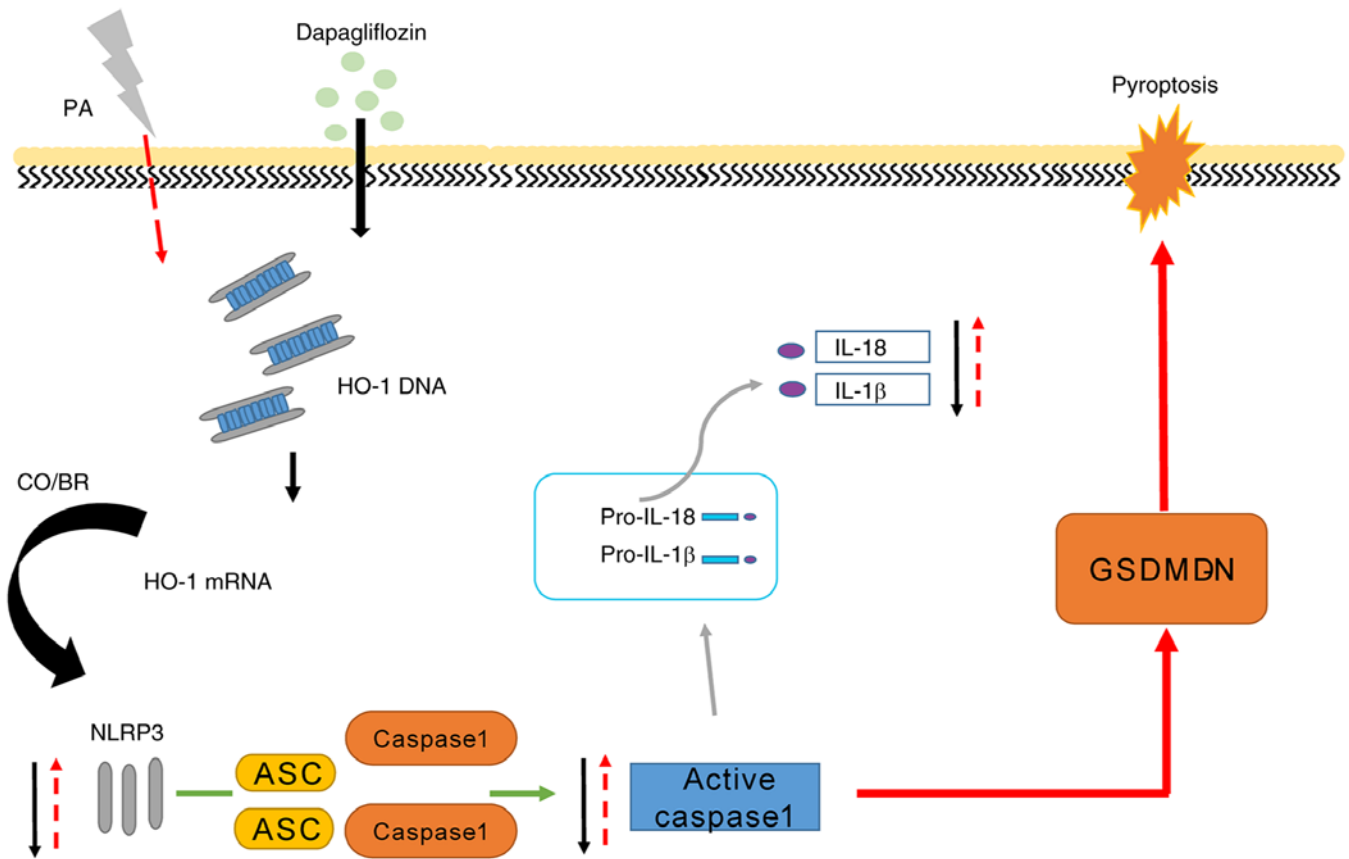 Dapagliflozin
PA
Pyroptosis
HO-1 DNA
IL-18
IL-1β
CO/BR
Pro-IL-18
Pro-IL-1β
HO-1 mRNA
GSDMD-N
NLRP3
ASC
ASC
Caspase1
Caspase1
Active
caspase1